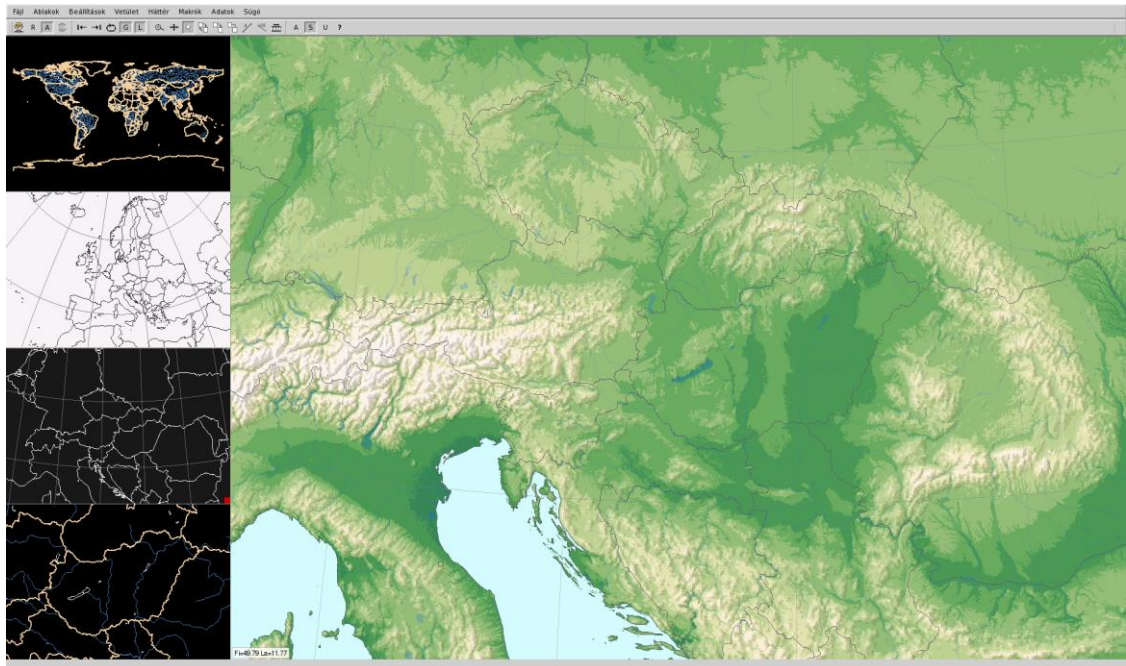 Fájl Ablakok Beállítások Vetület Háttér Makrók Adatok Súgó
R A G L A S U ?
Fi=49.79 La=11.77